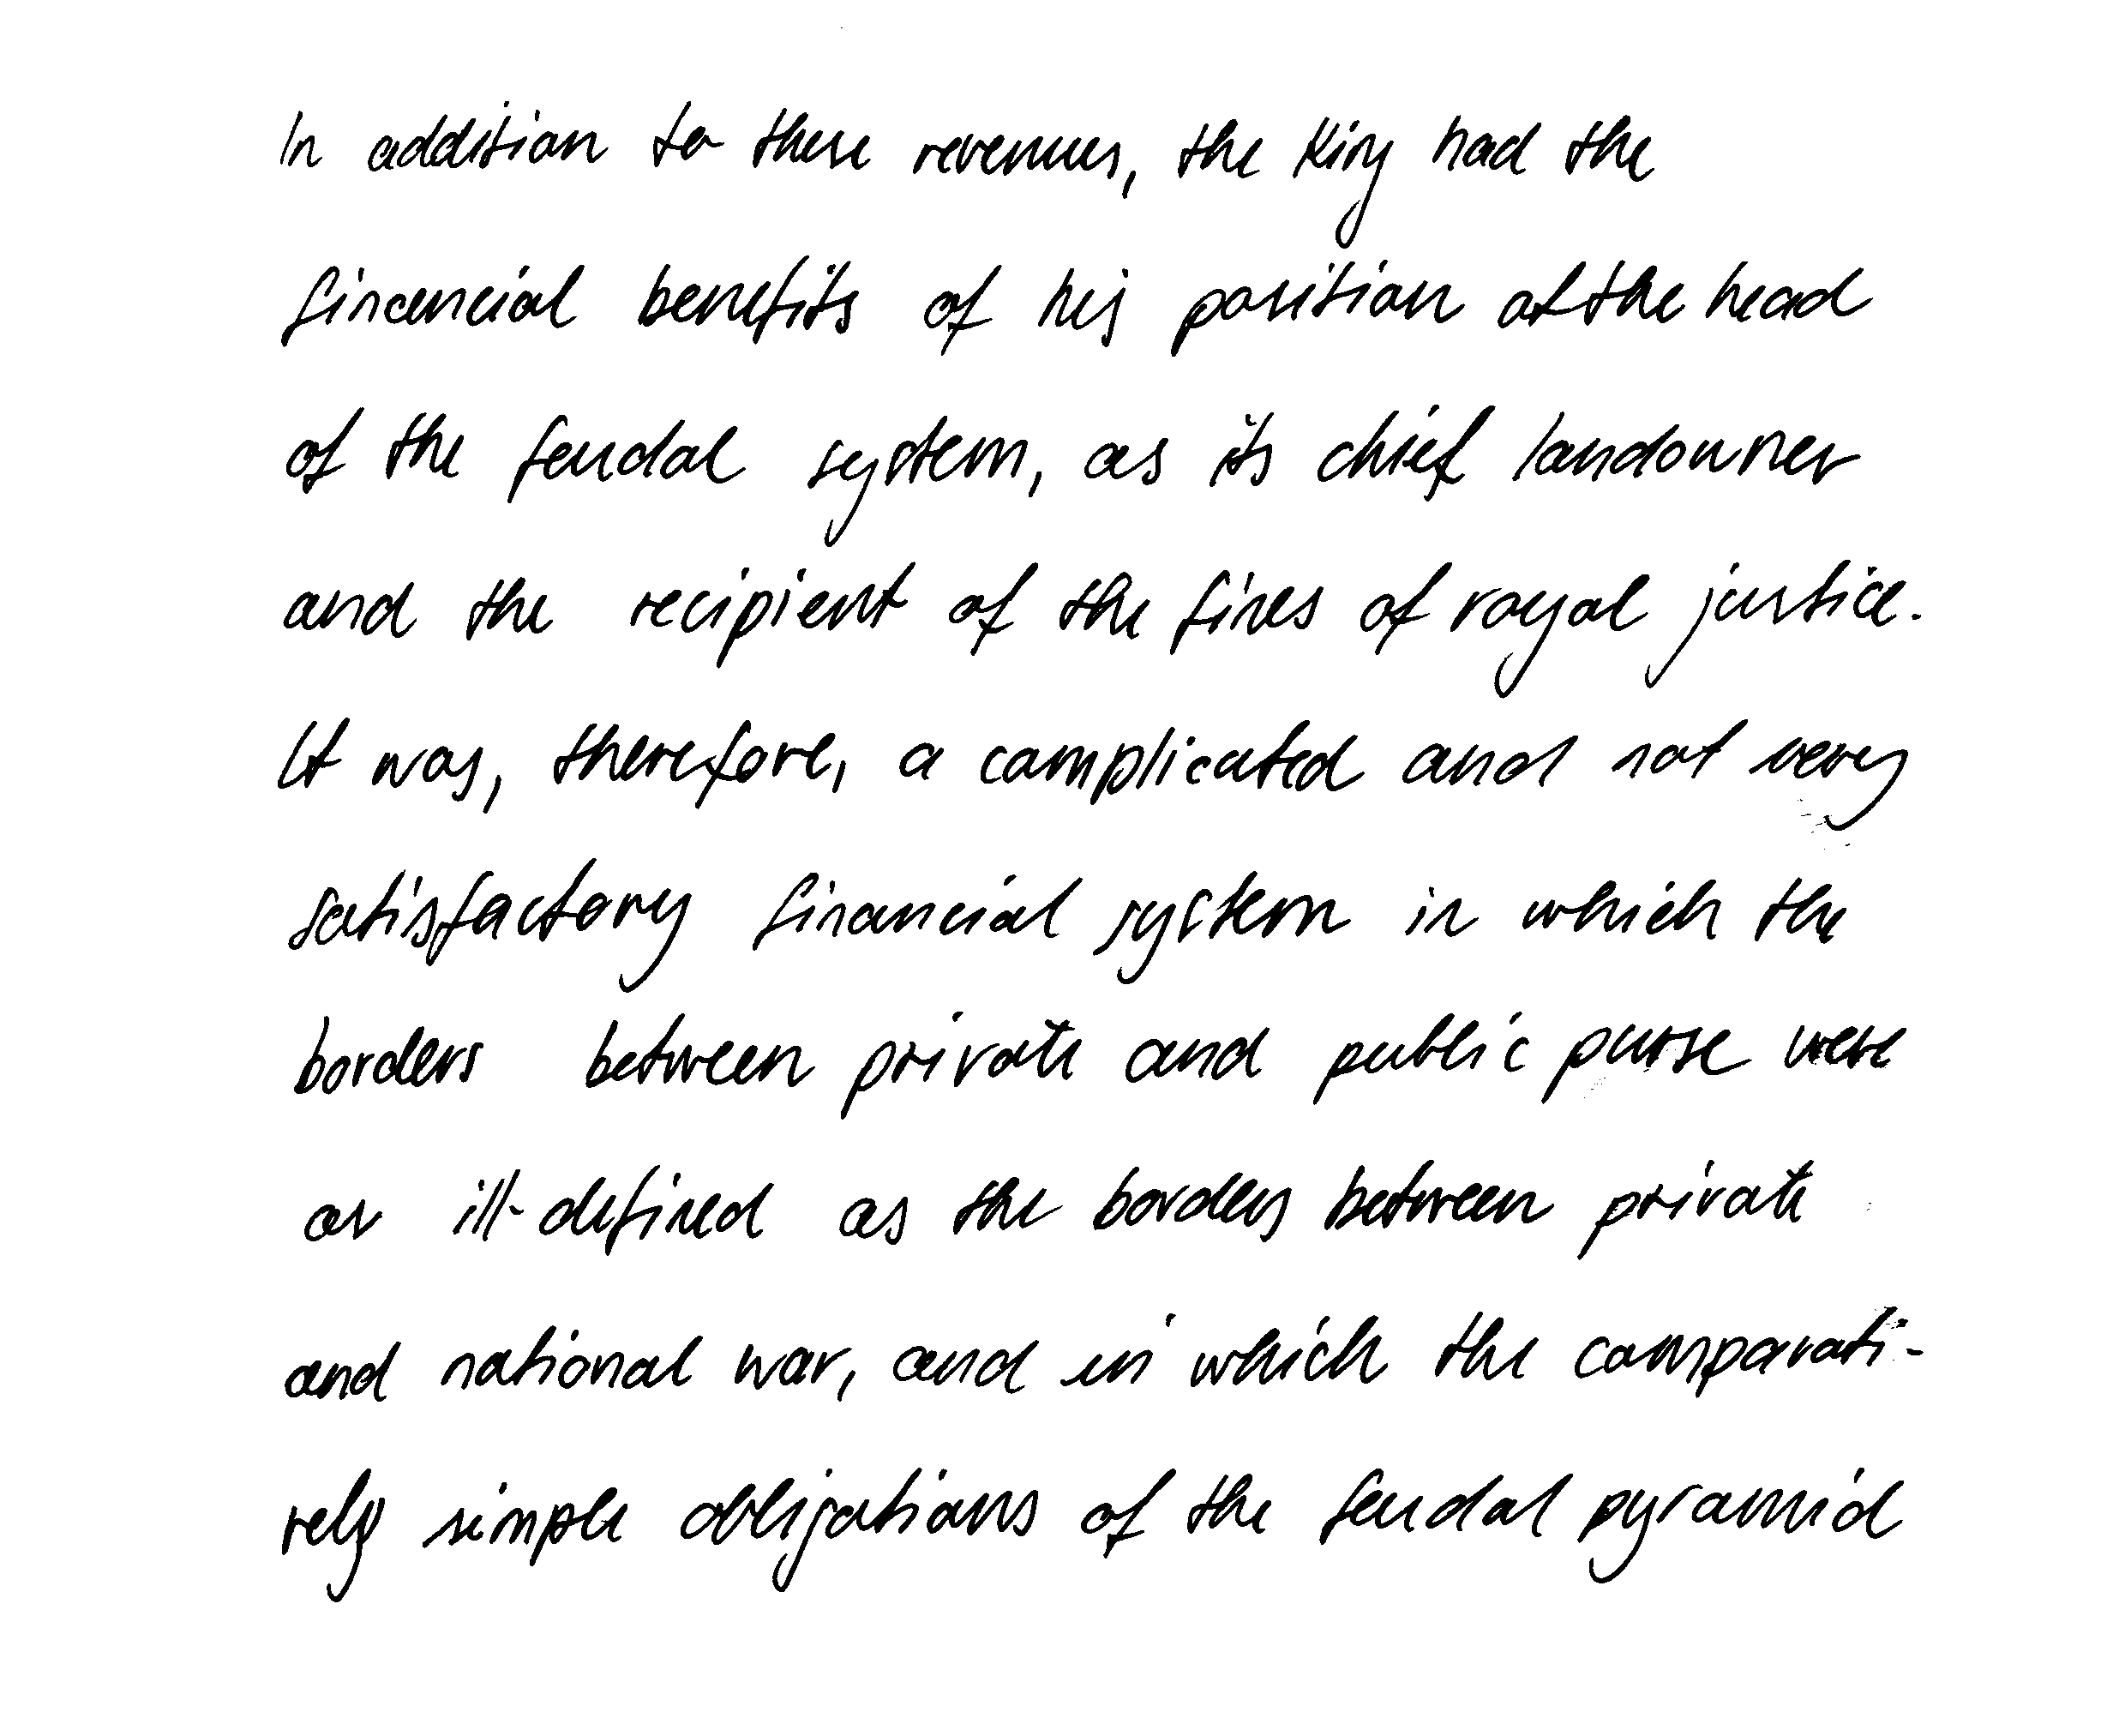 In addition to these revenues, the King had the
financial benefits of his position at the head
of the feudal system, as its chief landowner
and the recipient of the fines of royal justice.
It was, therefore, a complicated and not very
satisfactory financial system in which the
borders between private and public purse were
as ill-defined as the borders between private
and national war, and in which the comparati-
vely simple obligations of the feudal pyramid